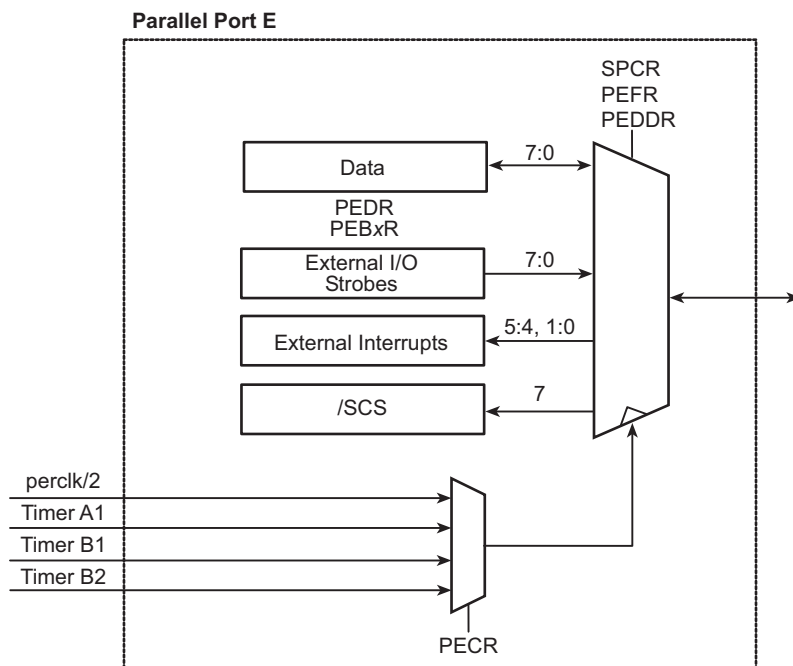 Parallel Port E
SPCR
PEFR
PEDDR
Data
7:0
PEDR
PEBxR
External I/O
Strobes
7:0
External Interrupts
5:4, 1:0
/SCS
7
perclk/2
Timer A1
Timer B1
Timer B2
PECR